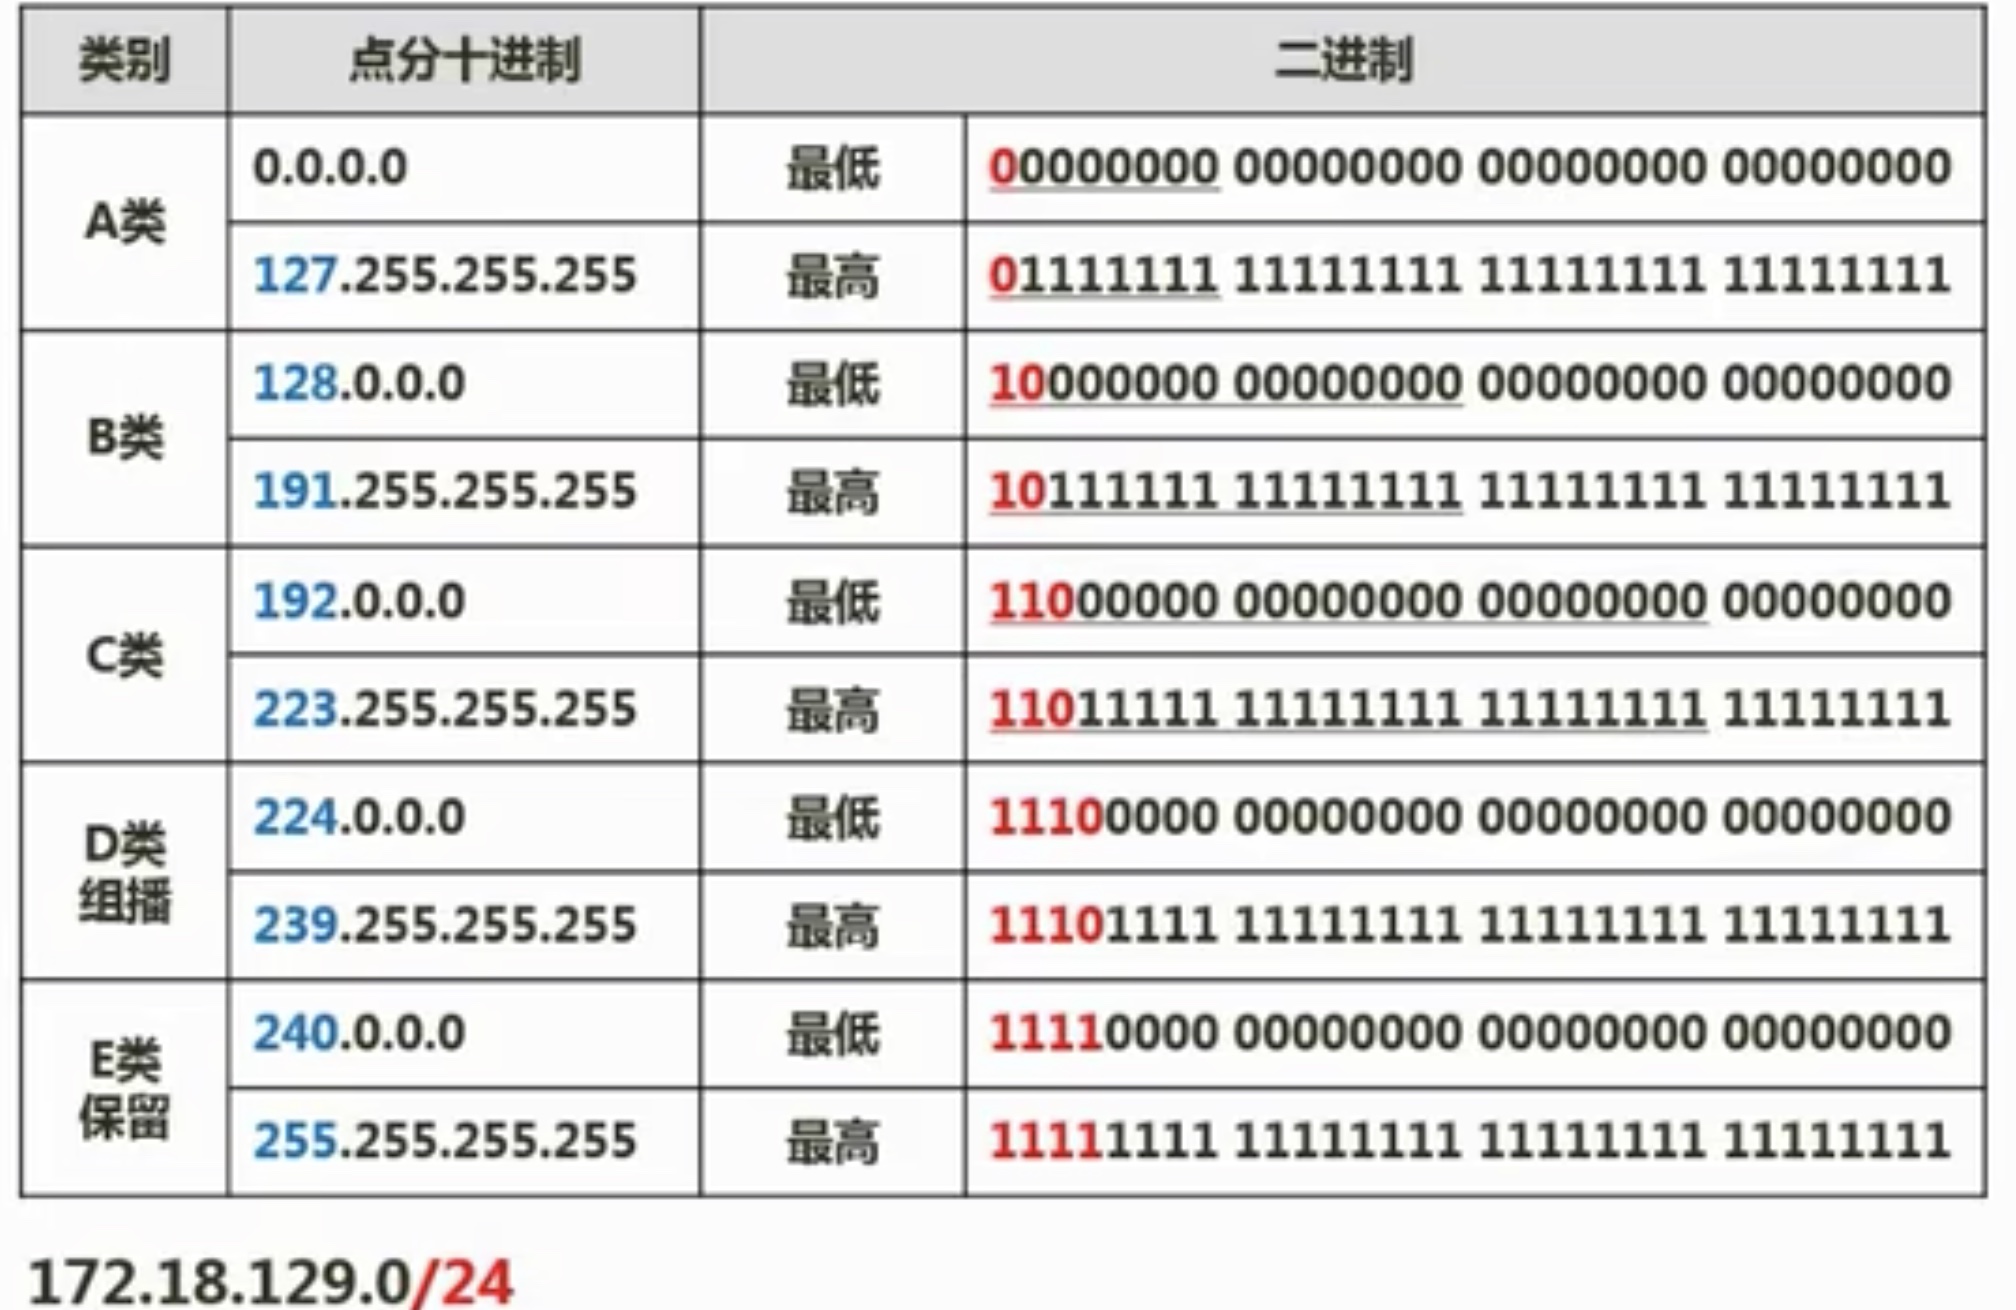 类别 点分十进制 二进制
A类 0.0.0.0 最低 00000000 00000000 00000000 00000000
127.255.255.255 最高 01111111 11111111 11111111 11111111
B类 128.0.0.0 最低 10000000 00000000 00000000 00000000
191.255.255.255 最高 10111111 11111111 11111111 11111111
C类 192.0.0.0 最低 11000000 00000000 00000000 00000000
223.255.255.255 最高 11011111 11111111 11111111 11111111
D类
组播 224.0.0.0 最低 11100000 00000000 00000000 00000000
239.255.255.255 最高 11101111 11111111 11111111 11111111
E类
保留 240.0.0.0 最低 11110000 00000000 00000000 00000000
255.255.255.255 最高 11111111 11111111 11111111 11111111
172.18.129.0/24